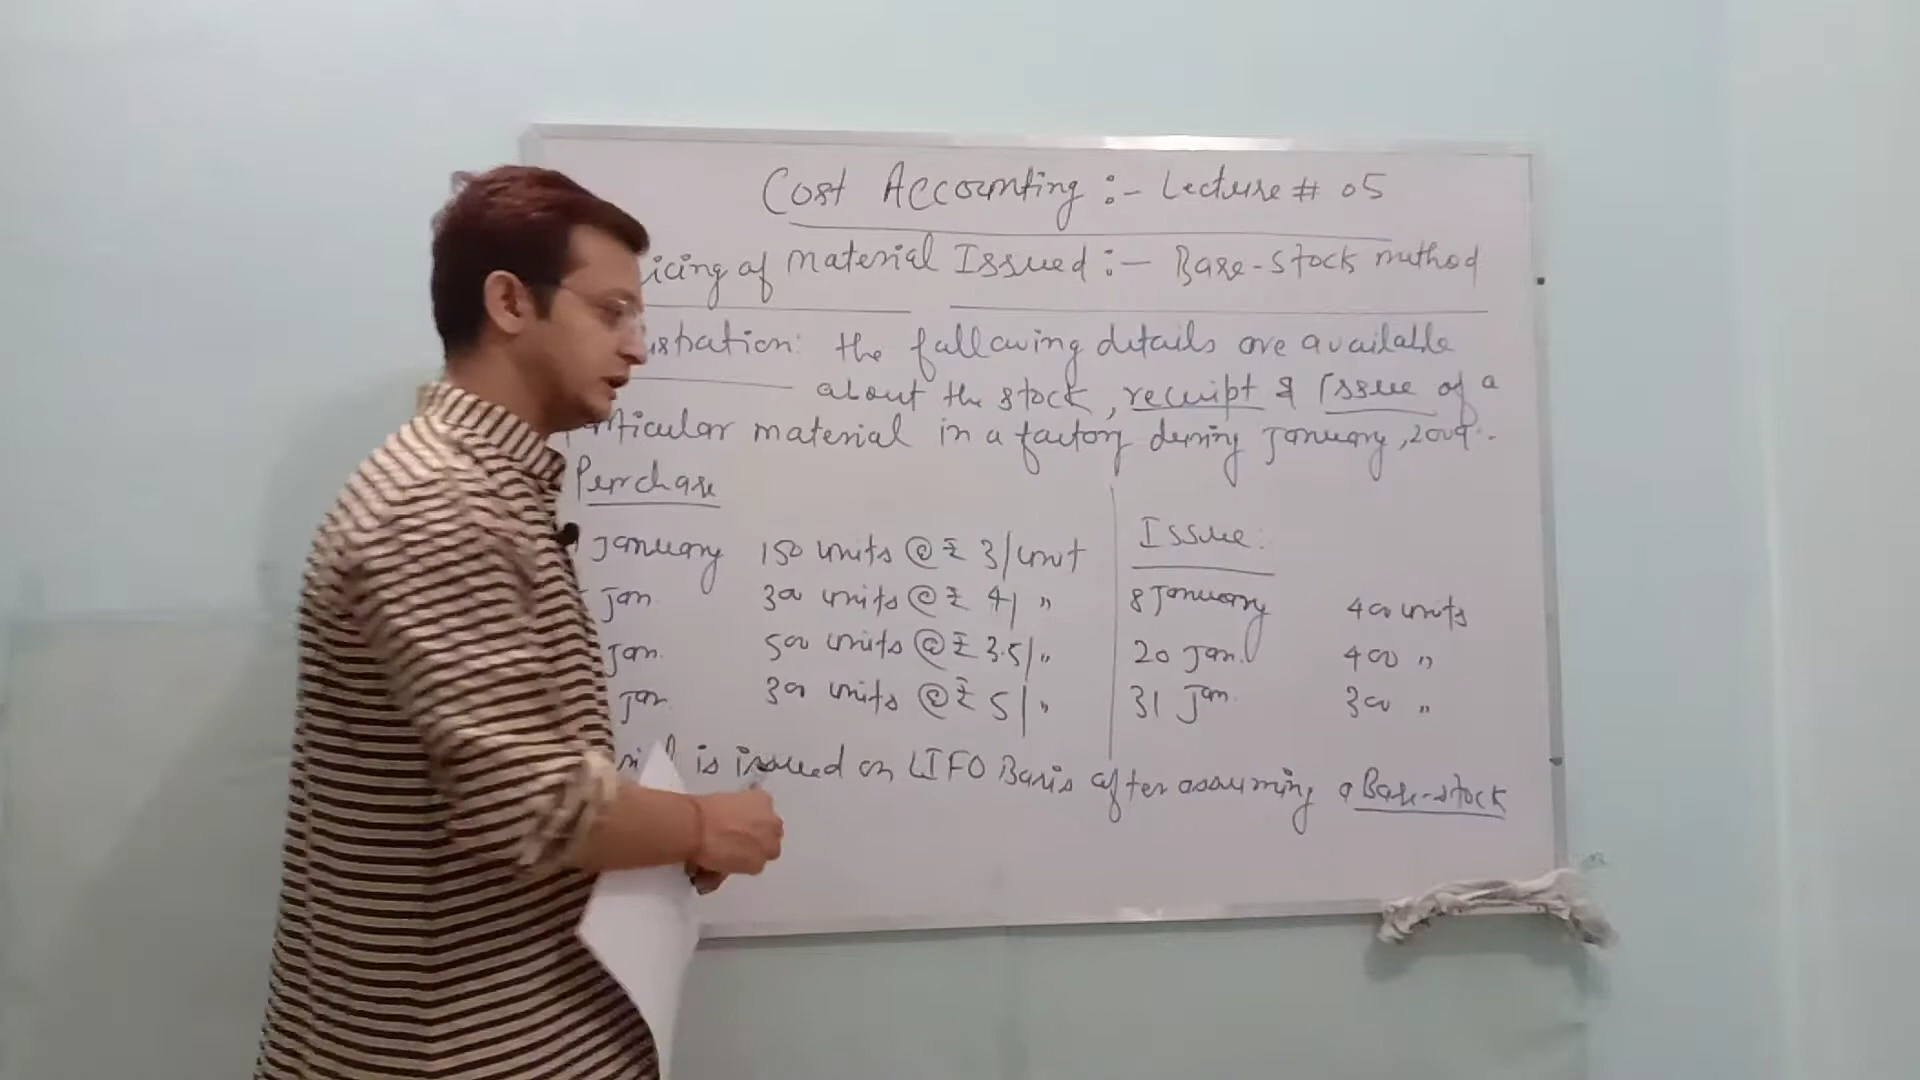 Cost Accounting :- Lecture # 05
icing of Material Issued :- Base-stock method
stration: the following details are available
about the stock, receipt & Issue of a
rticular material in a factory during January, 2009.
Purchase
Issue:
January 150 units @ ₹ 3/unit
Jan 300 units @ ₹ 4/ "
8 January 400 units
Jan. 500 units @ ₹ 3.5/ "
20 Jan. 400 "
Jan. 300 units @ ₹ 5/ "
31 Jan. 300 "
is issued on LIFO Basis after assuming a Base-stock